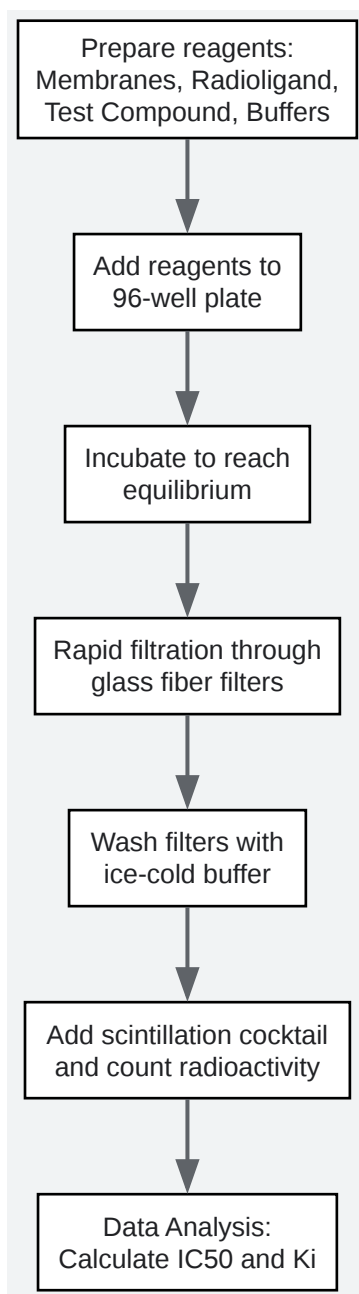 Prepare reagents:
Membranes, Radioligand,
Test Compound, Buffers
Add reagents to
96-well plate
Incubate to reach
equilibrium
Rapid filtration through
glass fiber filters
Wash filters with
ice-cold buffer
Add scintillation cocktail
and count radioactivity
Data Analysis:
Calculate IC50 and Ki